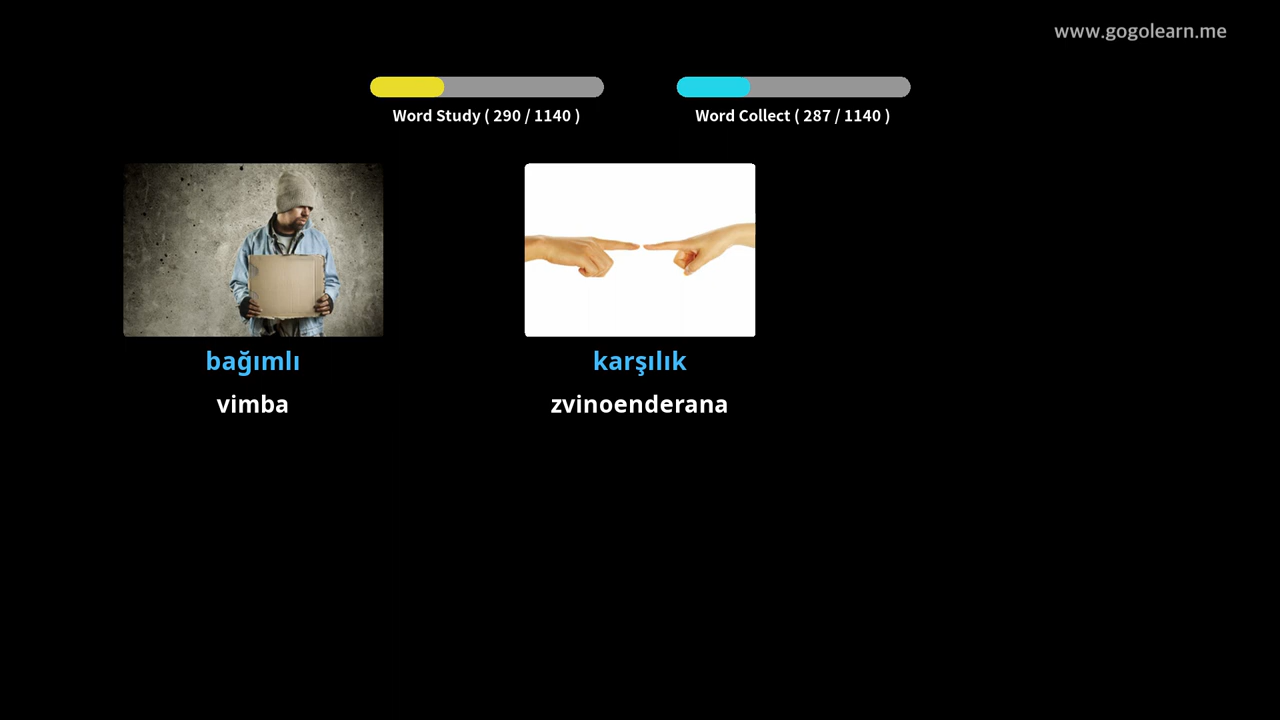 www.gogolearn.me
Word Study ( 290 / 1140 )
Word Collect ( 287 / 1140 )
bağımlı
karşılık
vimba
zvinoenderana